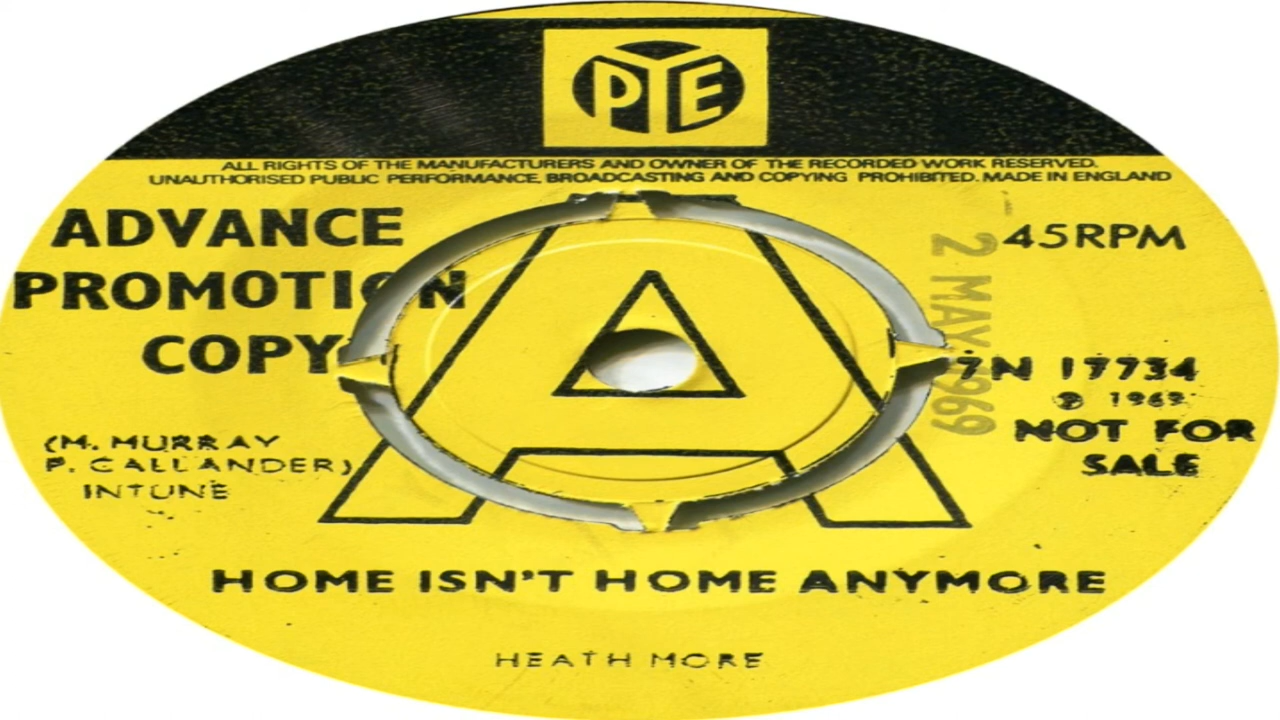 PYE
ALL RIGHTS OF THE MANUFACTURERS AND OWNER OF THE RECORDED WORK RESERVED.
UNAUTHORISED PUBLIC PERFORMANCE, BROADCASTING AND COPYING PROHIBITED. MADE IN ENGLAND
ADVANCE
PROMOTION
COPY
A
45RPM
2 MAY 1969
7N 17734
℗ 1969
NOT FOR
SALE
(M. MURRAY
P. CALLANDER)
INTUNE
HOME ISN'T HOME ANYMORE
HEATH MORE